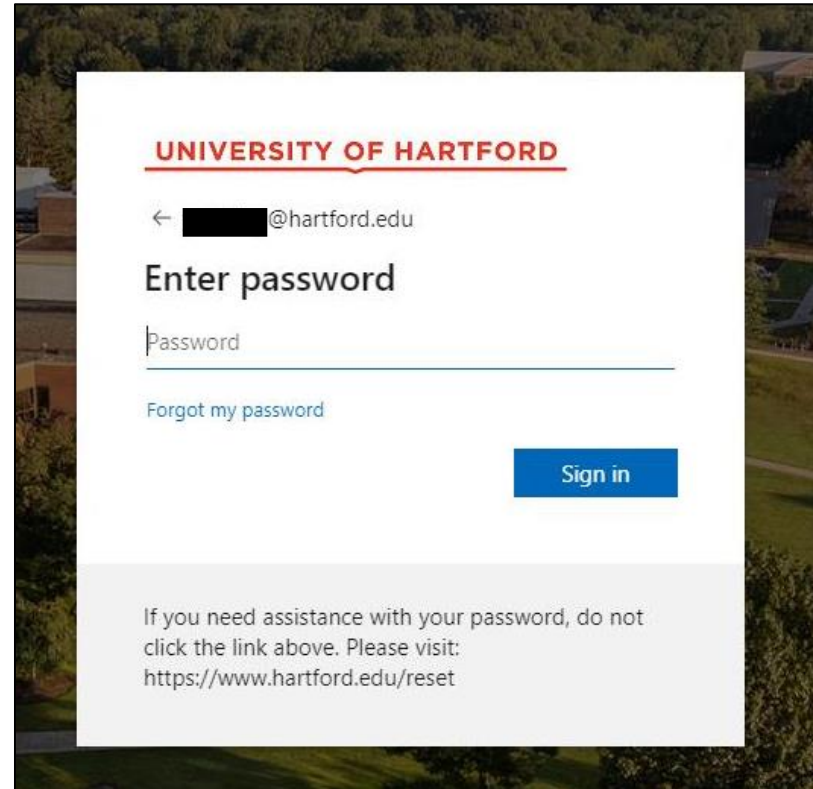 UNIVERSITY OF HARTFORD
← @hartford.edu
Enter password
Password
Forgot my password
Sign in
If you need assistance with your password, do not
click the link above. Please visit:
https://www.hartford.edu/reset